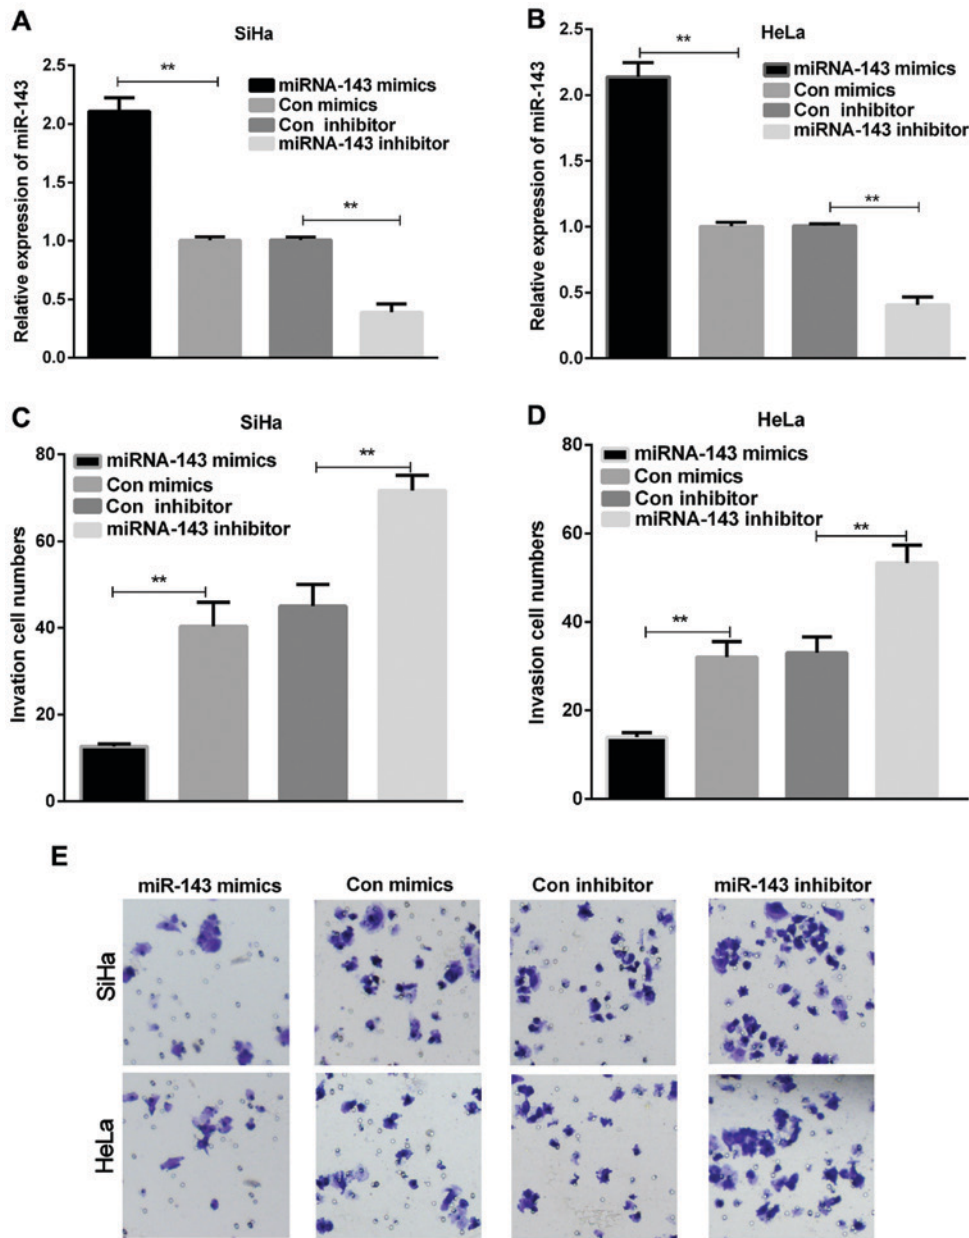 A
SiHa
Relative expression of miR-143
2.5
2.0
1.5
1.0
0.5
0.0
**
**
miRNA-143 mimics
Con mimics
Con inhibitor
miRNA-143 inhibitor
B
HeLa
Relative expression of miR-143
2.5
2.0
1.5
1.0
0.5
0.0
**
**
miRNA-143 mimics
Con mimics
Con inhibitor
miRNA-143 inhibitor
C
SiHa
Invation cell numbers
80
60
40
20
0
miRNA-143 mimics
Con mimics
Con inhibitor
miRNA-143 inhibitor
**
**
D
HeLa
Invasion cell numbers
80
60
40
20
0
miRNA-143 mimics
Con mimics
Con inhibitor
miRNA-143 inhibitor
**
**
E
miR-143 mimics
Con mimics
Con inhibitor
miR-143 inhibitor
SiHa
HeLa